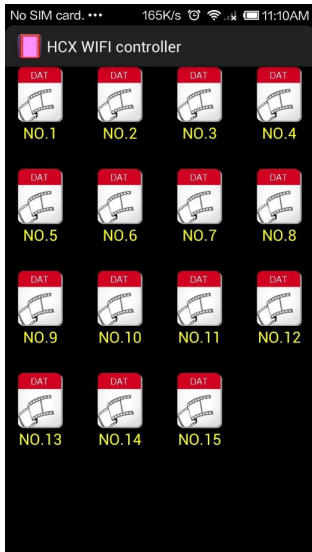 No SIM card. ••• 165K/s 11:10AM
HCX WIFI controller
DAT DAT DAT DAT
NO.1 NO.2 NO.3 NO.4
DAT DAT DAT DAT
NO.5 NO.6 NO.7 NO.8
DAT DAT DAT DAT
NO.9 NO.10 NO.11 NO.12
DAT DAT DAT
NO.13 NO.14 NO.15